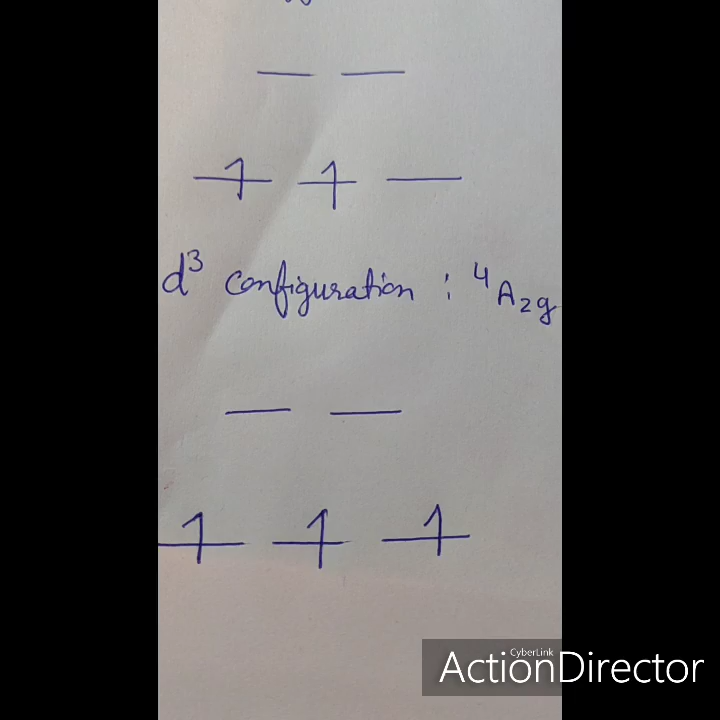 d³ configuration : ⁴A₂g
CyberLink
ActionDirector